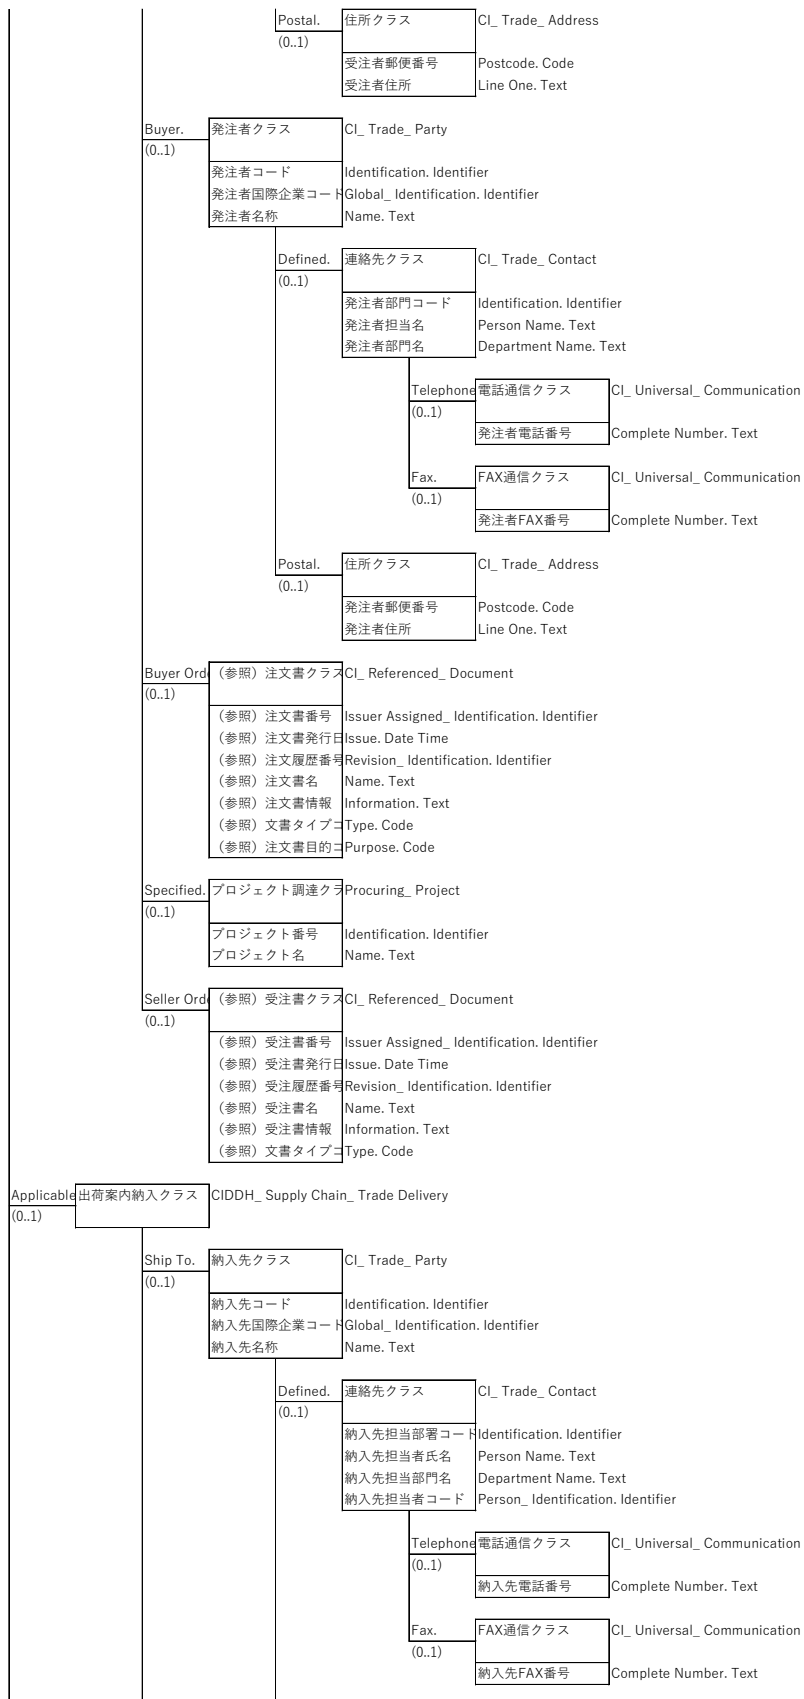 Postal. 住所クラス CI_ Trade_ Address
(0..1)
受注者郵便番号 Postcode. Code
受注者住所 Line One. Text
Buyer. 発注者クラス CI_ Trade_ Party
(0..1)
発注者コード Identification. Identifier
発注者国際企業コード Global_ Identification. Identifier
発注者名称 Name. Text
Defined. 連絡先クラス CI_ Trade_ Contact
(0..1)
発注者部門コード Identification. Identifier
発注者担当名 Person Name. Text
発注者部門名 Department Name. Text
Telephone 電話通信クラス CI_ Universal_ Communication
(0..1)
発注者電話番号 Complete Number. Text
Fax. FAX通信クラス CI_ Universal_ Communication
(0..1)
発注者FAX番号 Complete Number. Text
Postal. 住所クラス CI_ Trade_ Address
(0..1)
発注者郵便番号 Postcode. Code
発注者住所 Line One. Text
Buyer Ord （参照）注文書クラス CI_ Referenced_ Document
(0..1)
（参照）注文書番号 Issuer Assigned_ Identification. Identifier
（参照）注文書発行日 Issue. Date Time
（参照）注文履歴番号 Revision_ Identification. Identifier
（参照）注文書名 Name. Text
（参照）注文書情報 Information. Text
（参照）文書タイプコ Type. Code
（参照）注文書目的コ Purpose. Code
Specified. プロジェクト調達クラ Procuring_ Project
(0..1)
プロジェクト番号 Identification. Identifier
プロジェクト名 Name. Text
Seller Ord （参照）受注書クラス CI_ Referenced_ Document
(0..1)
（参照）受注書番号 Issuer Assigned_ Identification. Identifier
（参照）受注書発行日 Issue. Date Time
（参照）受注履歴番号 Revision_ Identification. Identifier
（参照）受注書名 Name. Text
（参照）受注書情報 Information. Text
（参照）文書タイプコ Type. Code
Applicable 出荷案内納入クラス CIDDH_ Supply Chain_ Trade Delivery
(0..1)
Ship To. 納入先クラス CI_ Trade_ Party
(0..1)
納入先コード Identification. Identifier
納入先国際企業コード Global_ Identification. Identifier
納入先名称 Name. Text
Defined. 連絡先クラス CI_ Trade_ Contact
(0..1)
納入先担当部署コード Identification. Identifier
納入先担当者氏名 Person Name. Text
納入先担当部門名 Department Name. Text
納入先担当者コード Person_ Identification. Identifier
Telephone 電話通信クラス CI_ Universal_ Communication
(0..1)
納入先電話番号 Complete Number. Text
Fax. FAX通信クラス CI_ Universal_ Communication
(0..1)
納入先FAX番号 Complete Number. Text